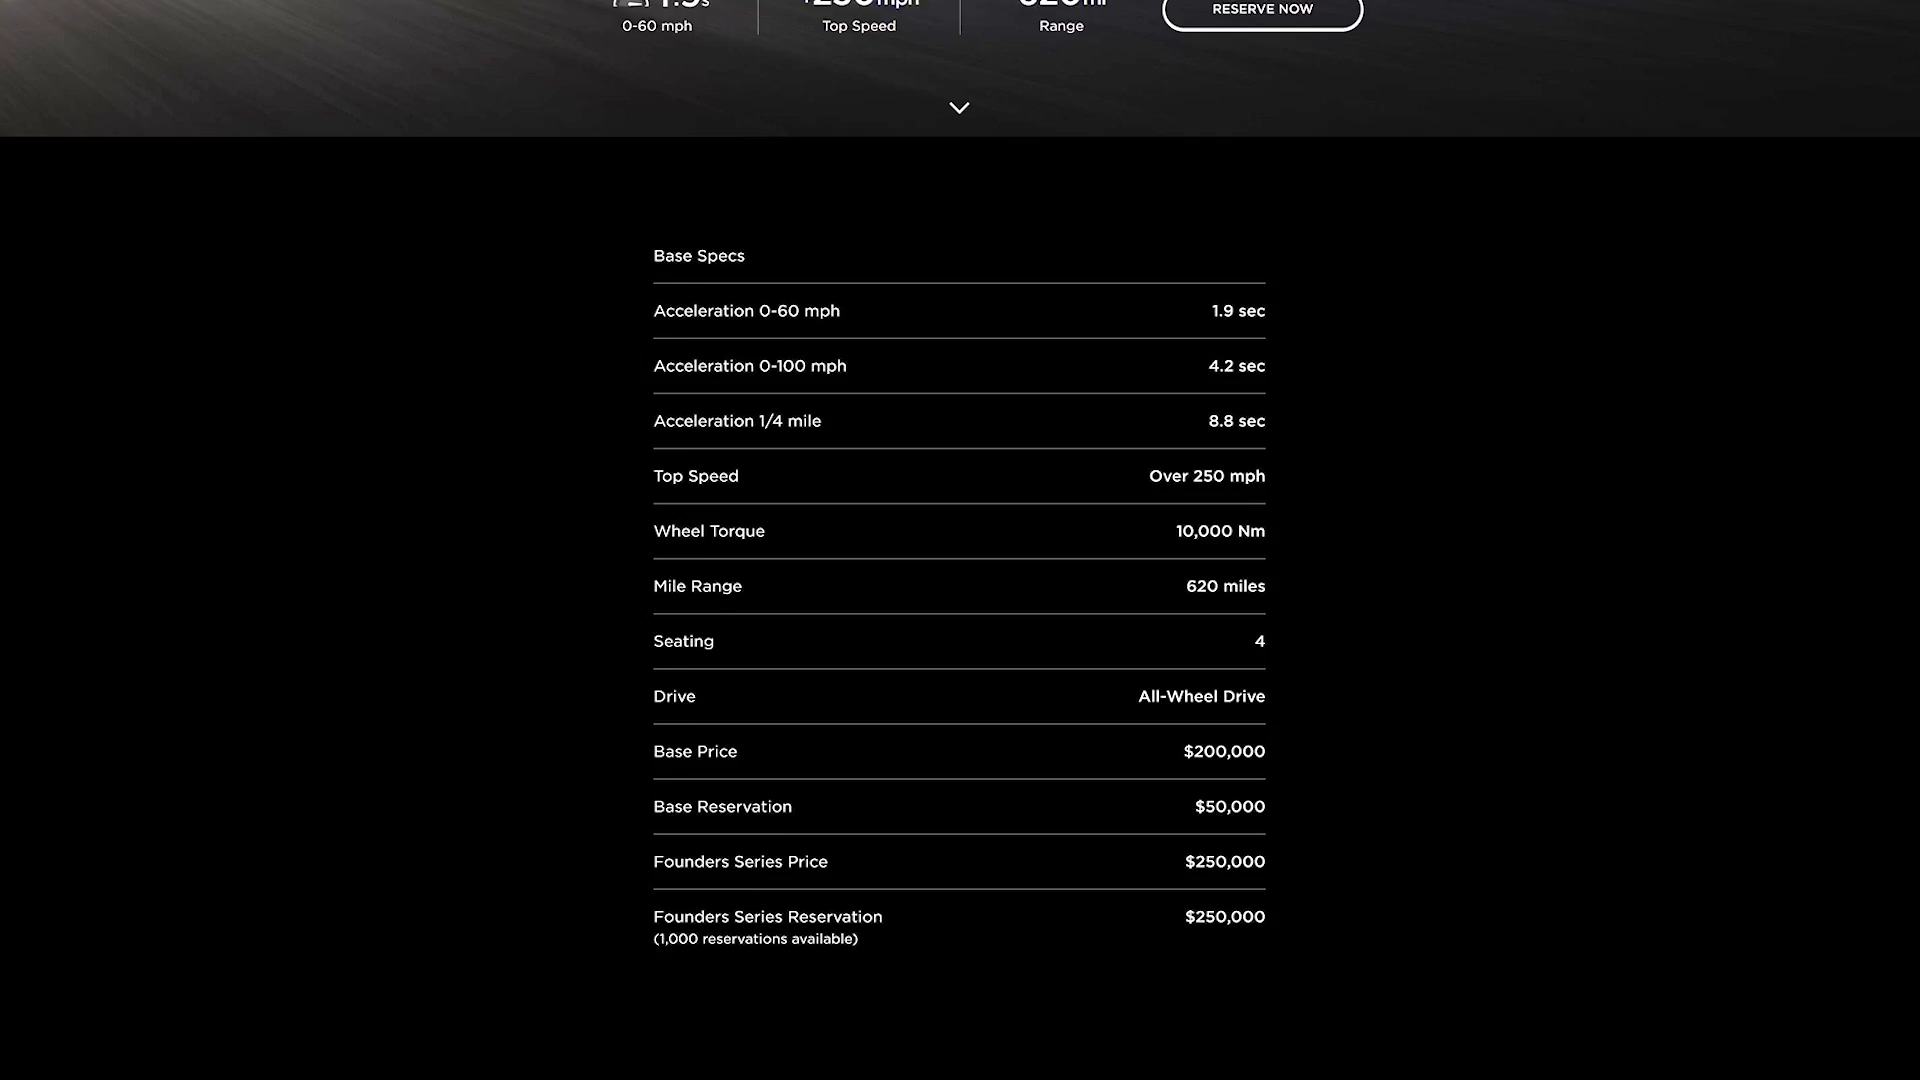 0-60 mph
Top Speed
Range
RESERVE NOW
Base Specs
Acceleration 0-60 mph 1.9 sec
Acceleration 0-100 mph 4.2 sec
Acceleration 1/4 mile 8.8 sec
Top Speed Over 250 mph
Wheel Torque 10,000 Nm
Mile Range 620 miles
Seating 4
Drive All-Wheel Drive
Base Price $200,000
Base Reservation $50,000
Founders Series Price $250,000
Founders Series Reservation $250,000
(1,000 reservations available)